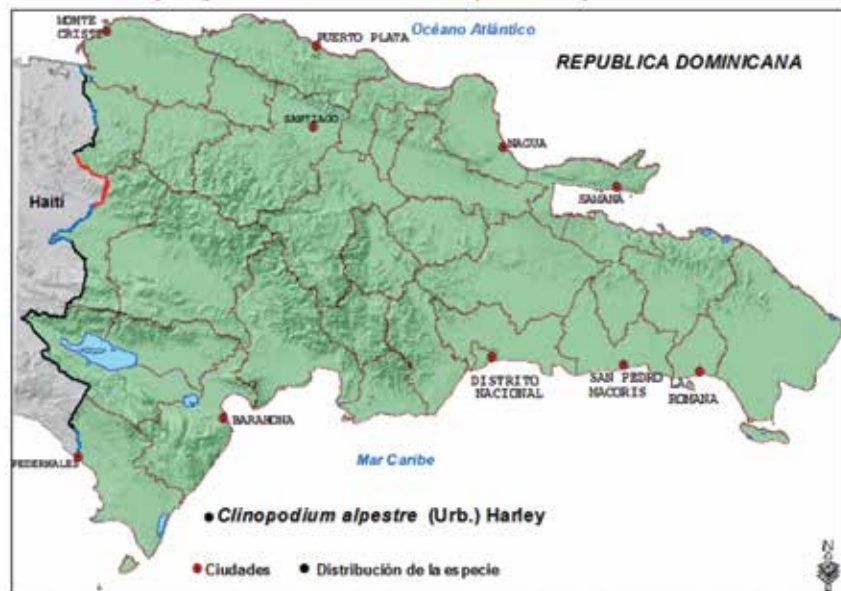 MONTE
CRISTI
PUERTO PLATA
Océano Atlántico
REPUBLICA DOMINICANA
SANTIAGO
NAGUA
SAMANA
Haití
DISTRITO
NACIONAL
SAN PEDRO
MACORIS
LA
ROMANA
BARAHONA
Mar Caribe
PEDERNALES
Clinopodium alpestre (Urb.) Harley
Ciudades
Distribución de la especie
N